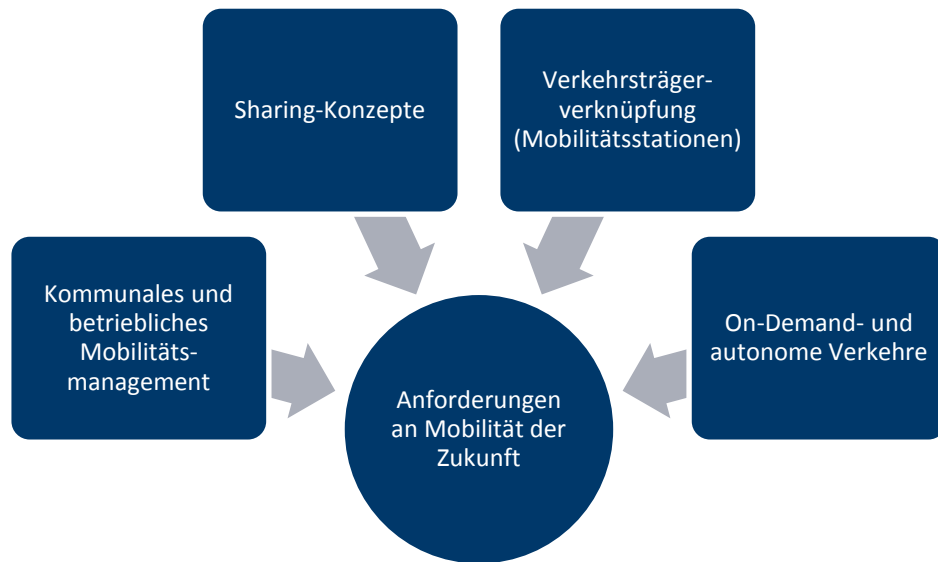 Sharing-Konzepte
Verkehrsträger-
verknüpfung
(Mobilitätsstationen)
Kommunales und
betriebliches
Mobilitäts-
management
On-Demand- und
autonome Verkehre
Anforderungen
an Mobilität der
Zukunft